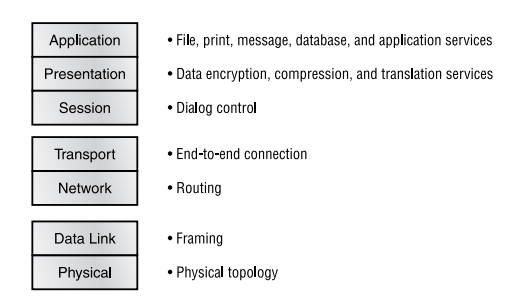 Application • File, print, message, database, and application services
Presentation • Data encryption, compression, and translation services
Session • Dialog control
Transport • End-to-end connection
Network • Routing
Data Link • Framing
Physical • Physical topology